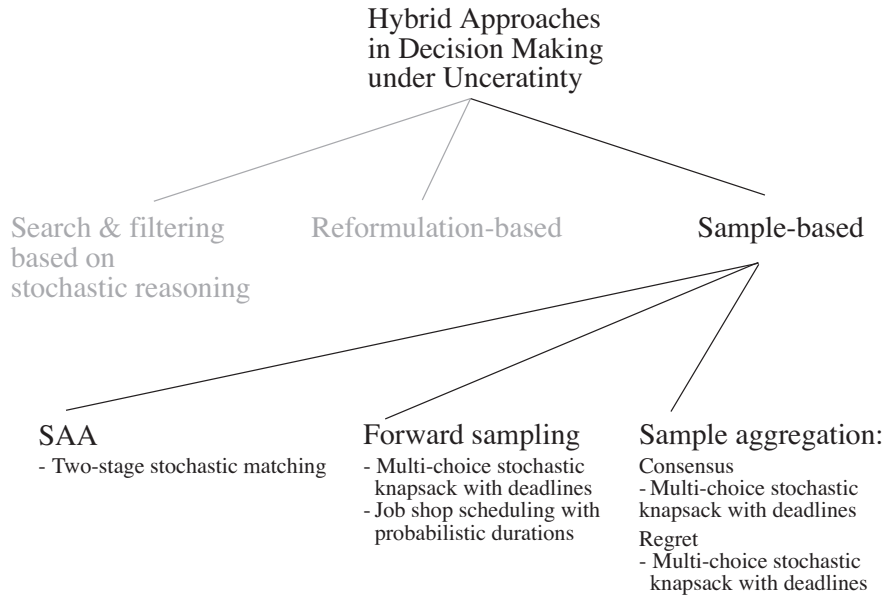 Hybrid Approaches
in Decision Making
under Unceratinty
Search & filtering
based on
stochastic reasoning
Reformulation-based
Sample-based
SAA
- Two-stage stochastic matching
Forward sampling
- Multi-choice stochastic
knapsack with deadlines
- Job shop scheduling with
probabilistic durations
Sample aggregation:
Consensus
- Multi-choice stochastic
knapsack with deadlines
Regret
- Multi-choice stochastic
knapsack with deadlines